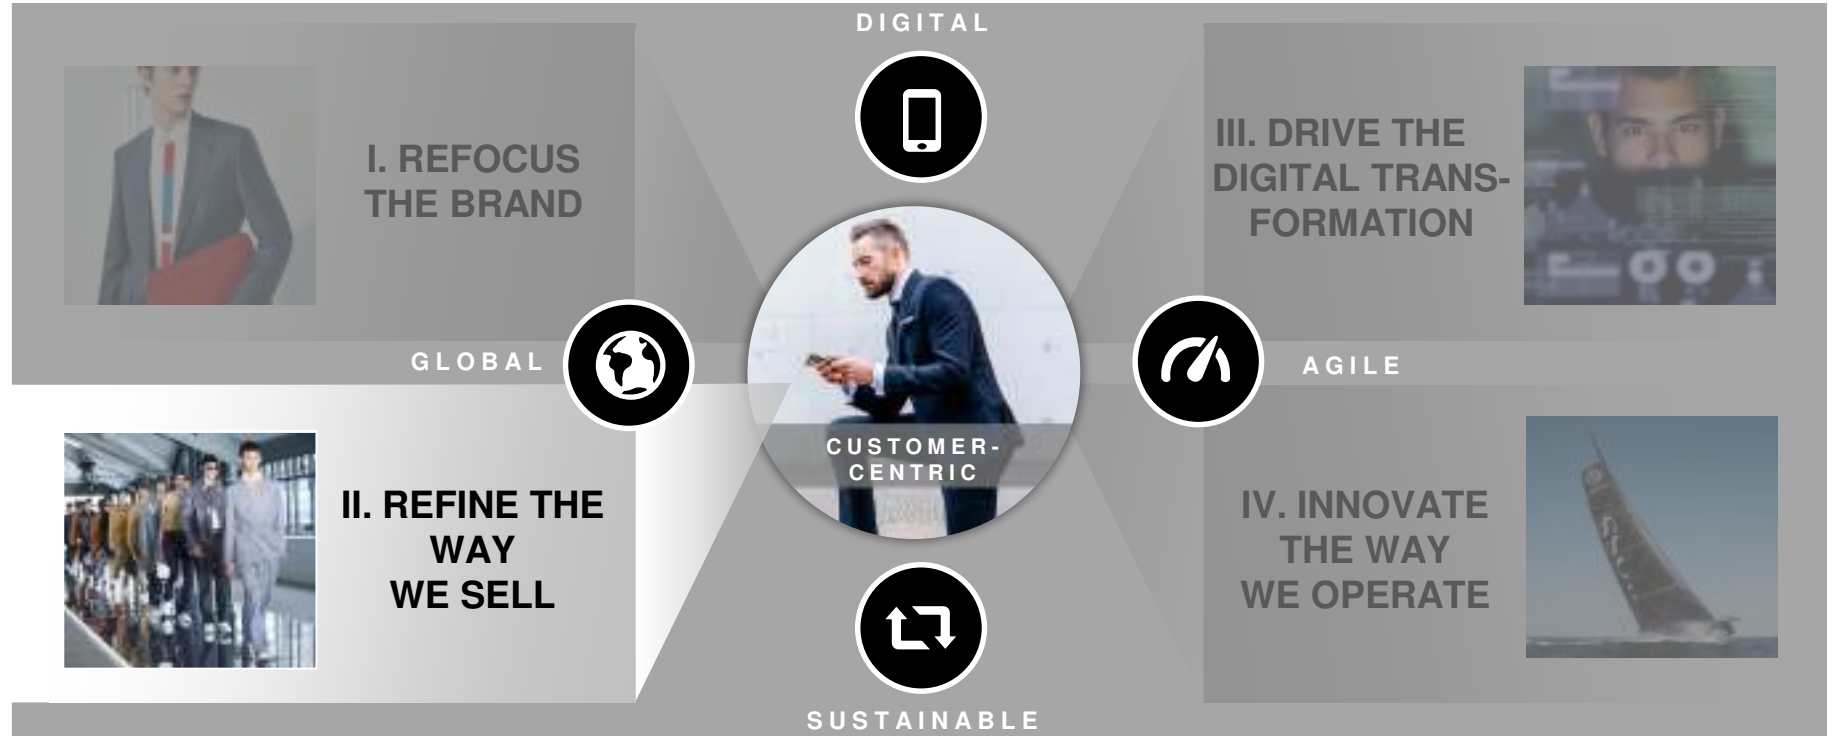 DIGITAL
I. REFOCUS
THE BRAND
III. DRIVE THE
DIGITAL TRANS-
FORMATION
GLOBAL
AGILE
CUSTOMER-
CENTRIC
II. REFINE THE
WAY
WE SELL
IV. INNOVATE
THE WAY
WE OPERATE
SUSTAINABLE